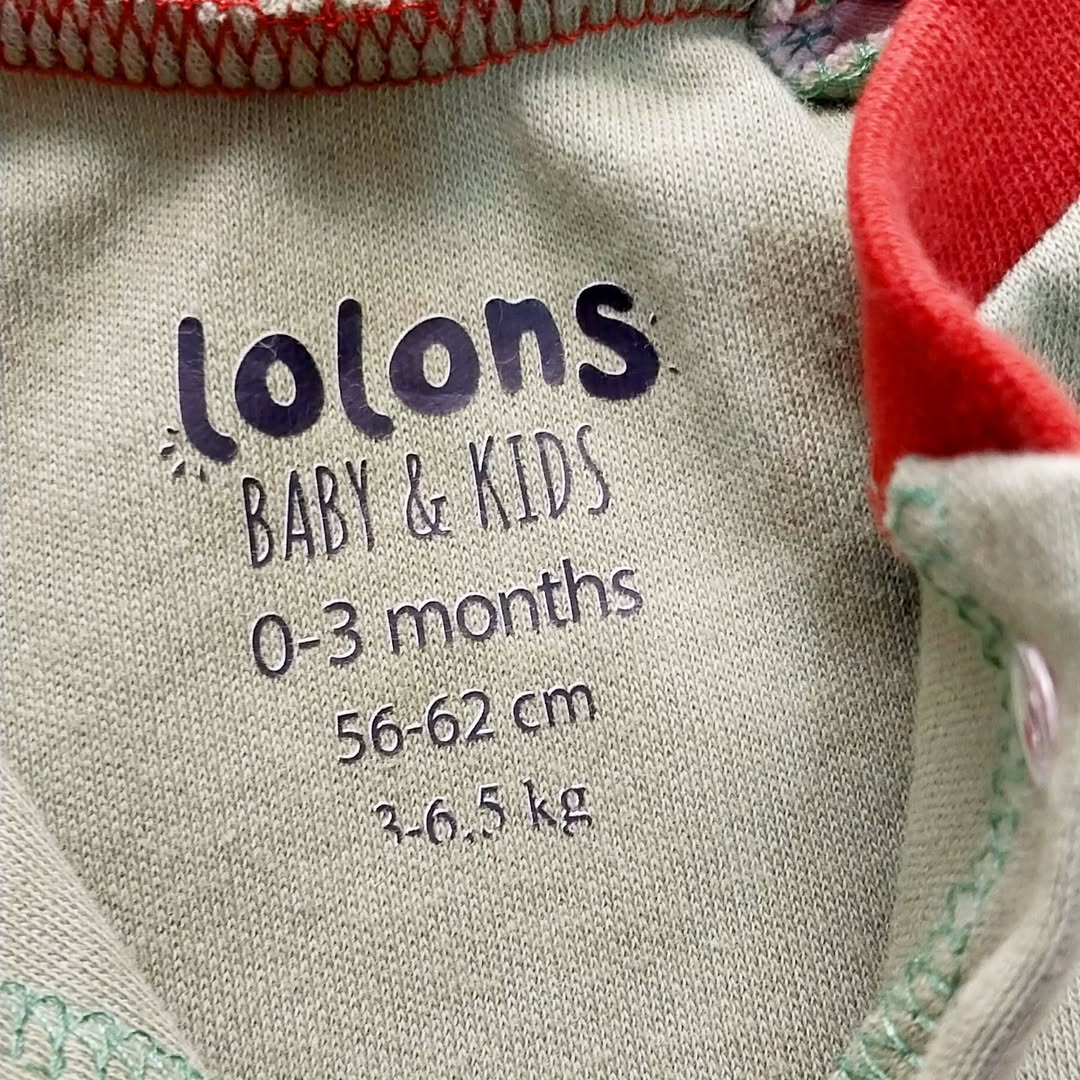 lolons
BABY & KIDS
0-3 months
56-62 cm
3-6.5 kg